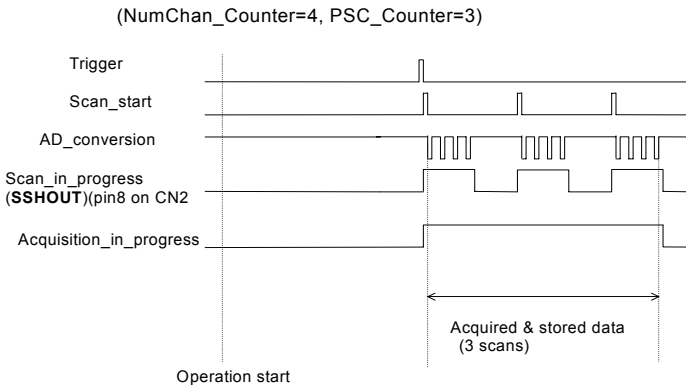 (NumChan_Counter=4, PSC_Counter=3)
Trigger
Scan_start
AD_conversion
Scan_in_progress
(SSHOUT)(pin8 on CN2
Acquisition_in_progress
Acquired & stored data
(3 scans)
Operation start